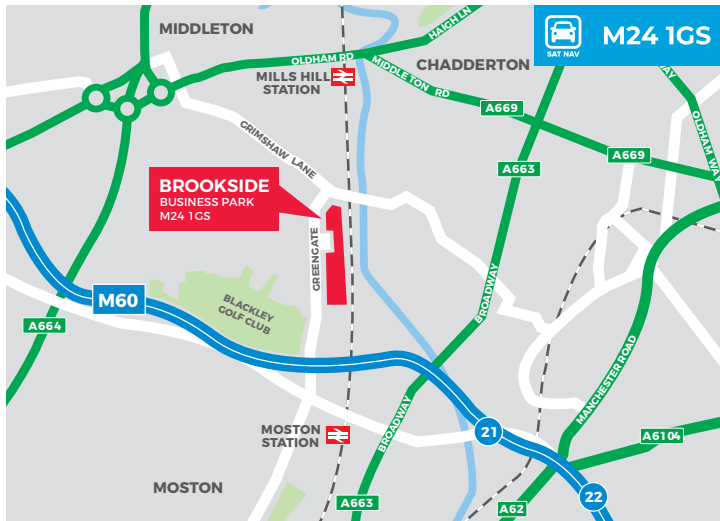 MIDDLETON
HAIGH LN
SAT NAV
M24 1GS
OLDHAM RD
MILLS HILL
STATION
CHADDERTON
WAY
MIDDLETON RD
A669
OLDHAM WAY
GRIMSHAW LANE
A663
A669
BROOKSIDE
BUSINESS PARK
M24 1GS
GREENGATE
M60
BLACKLEY
GOLF CLUB
BROADWAY
A664
MANCHESTER ROAD
MOSTON
STATION
BROADWAY
21
A6104
MOSTON
A663
A62
22